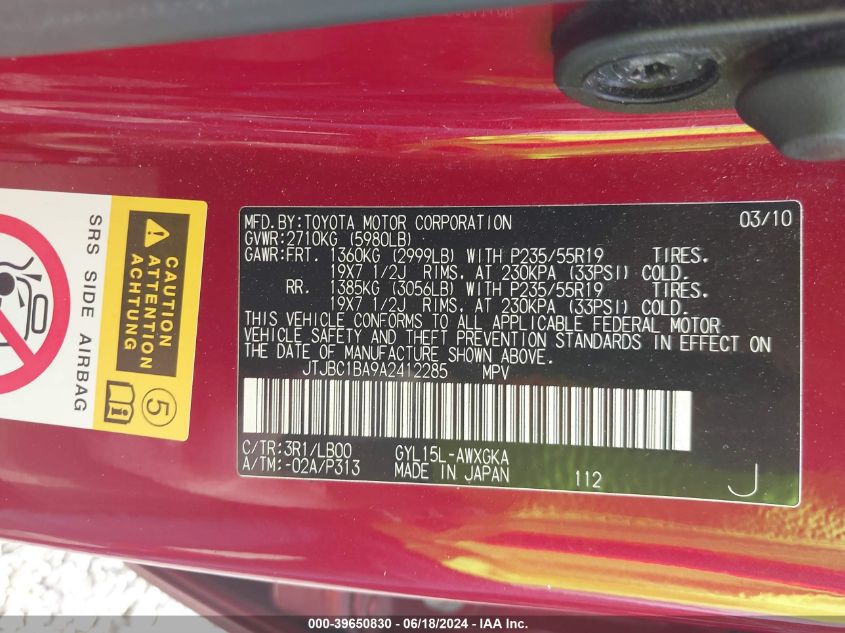 MFD.BY:TOYOTA MOTOR CORPORATION 03/10
GVWR:2710KG (5980LB)
GAWR:FRT. 1360KG (2999LB) WITH P235/55R19 TIRES.
19X7 1/2J RIMS. AT 230KPA (33PSI) COLD.
RR. 1385KG (3056LB) WITH P235/55R19 TIRES.
19X7 1/2J RIMS. AT 230KPA (33PSI) COLD.
THIS VEHICLE CONFORMS TO ALL APPLICABLE FEDERAL MOTOR
VEHICLE SAFETY AND THEFT PREVENTION STANDARDS IN EFFECT ON
THE DATE OF MANUFACTURE SHOWN ABOVE.
JTJBC1BA9A2412285 MPV
C/TR:3R1/LB00 GYL15L-AWXGKA
A/TM:-02A/P313 MADE IN JAPAN 112 J
CAUTION
ATTENTION
ACHTUNG
SRS SIDE AIRBAG
i
5
000-39650830 - 06/18/2024 - IAA Inc.